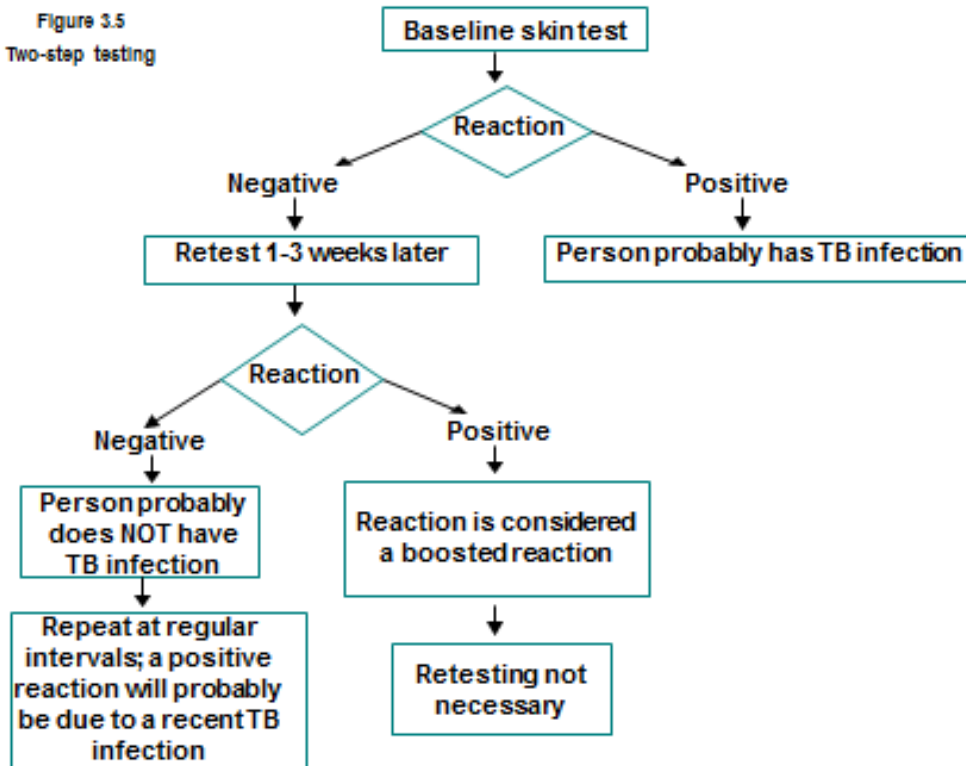 Figure 3.5
Two-step testing
Baseline skin test
Reaction
Negative
Positive
Retest 1-3 weeks later
Person probably has TB infection
Reaction
Negative
Positive
Person probably
does NOT have
TB infection
Reaction is considered
a boosted reaction
Repeat at regular
intervals; a positive
reaction will probably
be due to a recent TB
infection
Retesting not
necessary